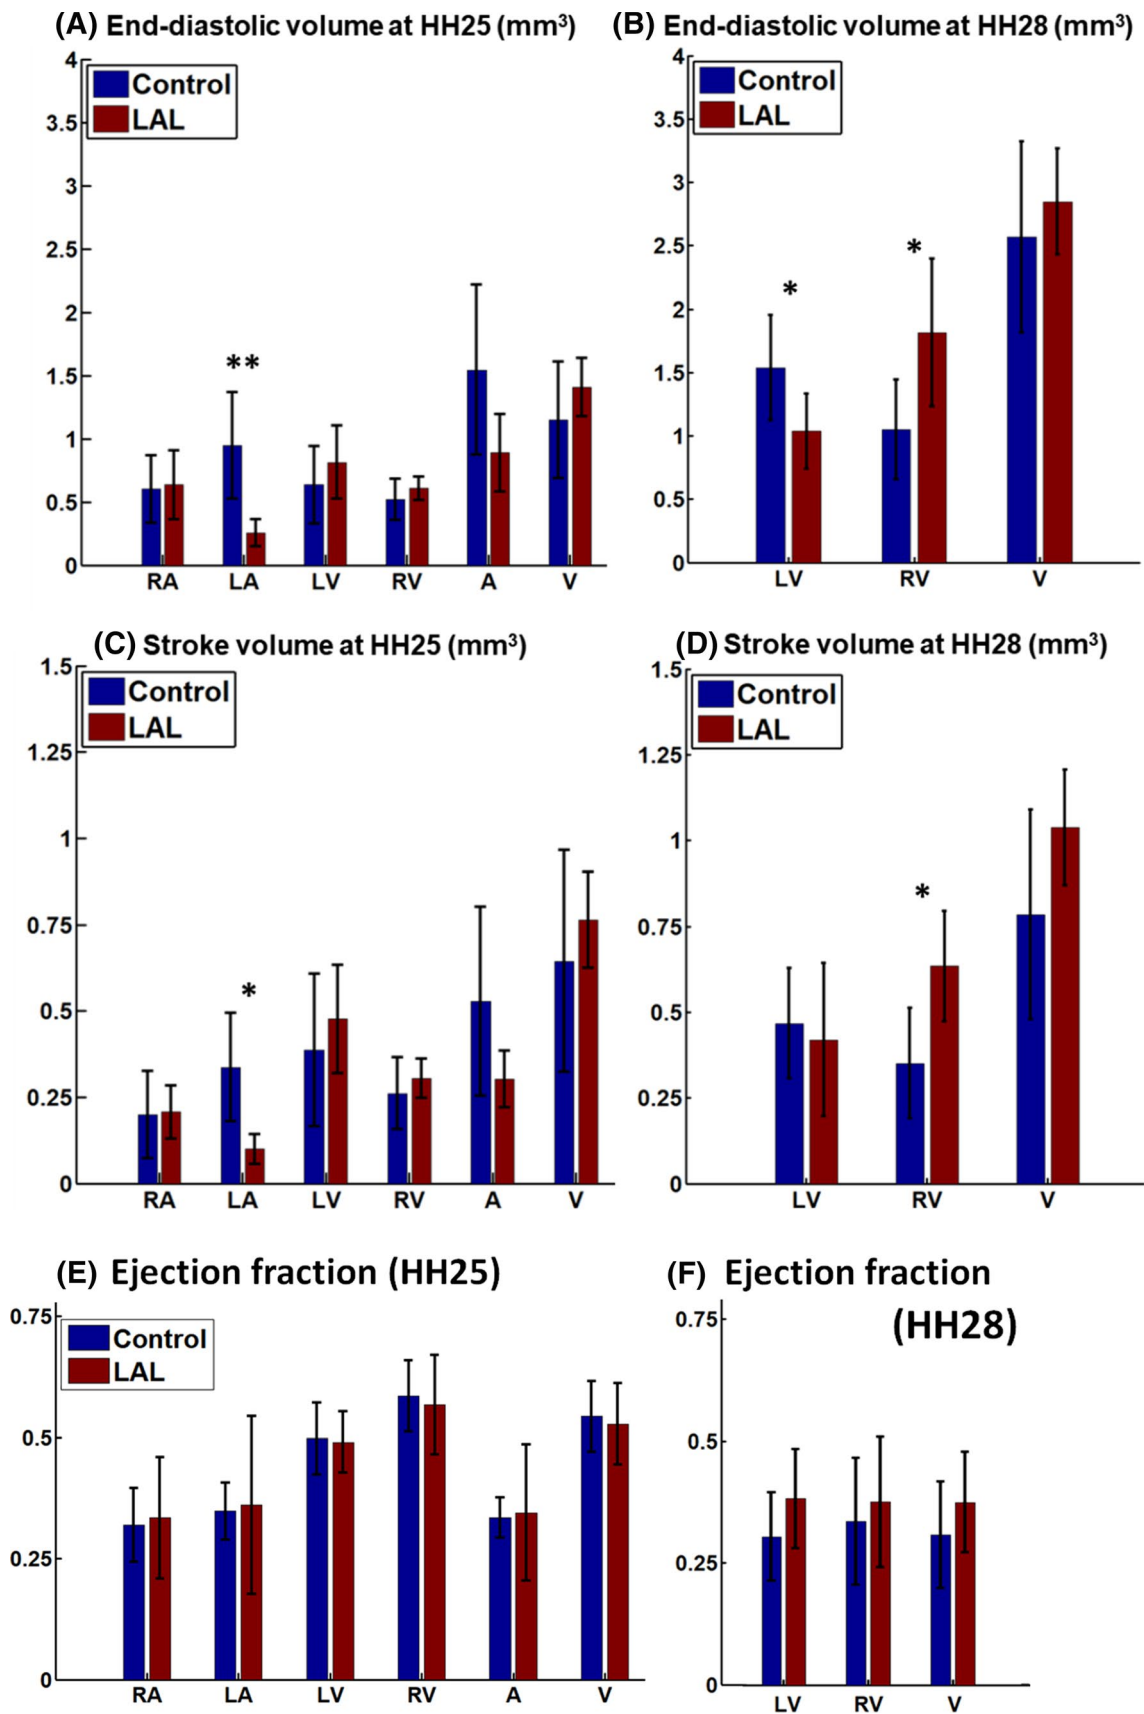 (A) End-diastolic volume at HH25 (mm³)
4
3.5
3
2.5
2
1.5
1
0.5
0
Control
LAL
**
RA LA LV RV A V
(B) End-diastolic volume at HH28 (mm³)
4
3.5
3
2.5
2
1.5
1
0.5
0
Control
LAL
*
*
LV RV V
(C) Stroke volume at HH25 (mm³)
1.5
1.25
1
0.75
0.5
0.25
0
Control
LAL
*
RA LA LV RV A V
(D) Stroke volume at HH28 (mm³)
1.5
1.25
1
0.75
0.5
0.25
0
Control
LAL
*
LV RV V
(E) Ejection fraction (HH25)
0.75
0.5
0.25
0
Control
LAL
RA LA LV RV A V
(F) Ejection fraction
(HH28)
0.75
0.5
0.25
0
LV RV V